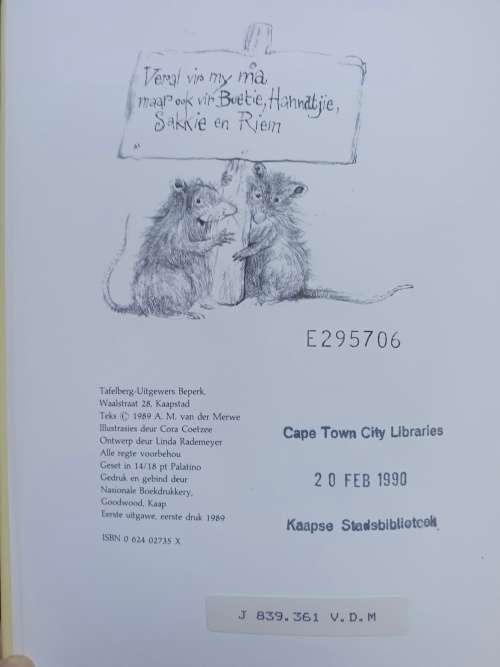 Veral vir my ma,
maar ook vir Boetie, Hanndtjie,
Sakkie en Riem
E295706
Tafelberg-Uitgewers Beperk,
Waalstraat 28, Kaapstad
Teks © 1989 A. M. van der Merwe
Illustrasies deur Cora Coetzee
Ontwerp deur Linda Rademeyer
Alle regte voorbehou
Geset in 14/18 pt Palatino
Gedruk en gebind deur
Nasionale Boekdrukkery,
Goodwood, Kaap
Eerste uitgawe, eerste druk 1989
ISBN 0 624 02735 X
Cape Town City Libraries
20 FEB 1990
Kaapse Stadsbiblioteek
J 839.361 V.D.M